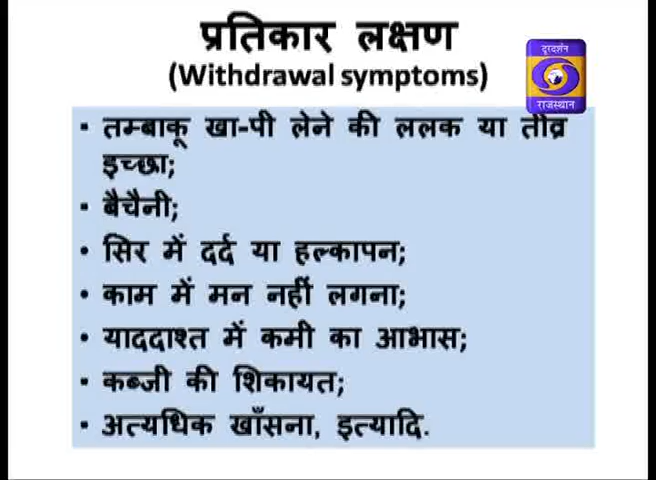 प्रतिकार लक्षण
(Withdrawal symptoms)
दूरदर्शन
राजस्थान
• तम्बाकू खा-पी लेने की ललक या तीव्र
इच्छा;
• बैचैनी;
• सिर में दर्द या हल्कापन;
• काम में मन नहीं लगना;
• याददाश्त में कमी का आभास;
• कब्जी की शिकायत;
• अत्यधिक खाँसना, इत्यादि.